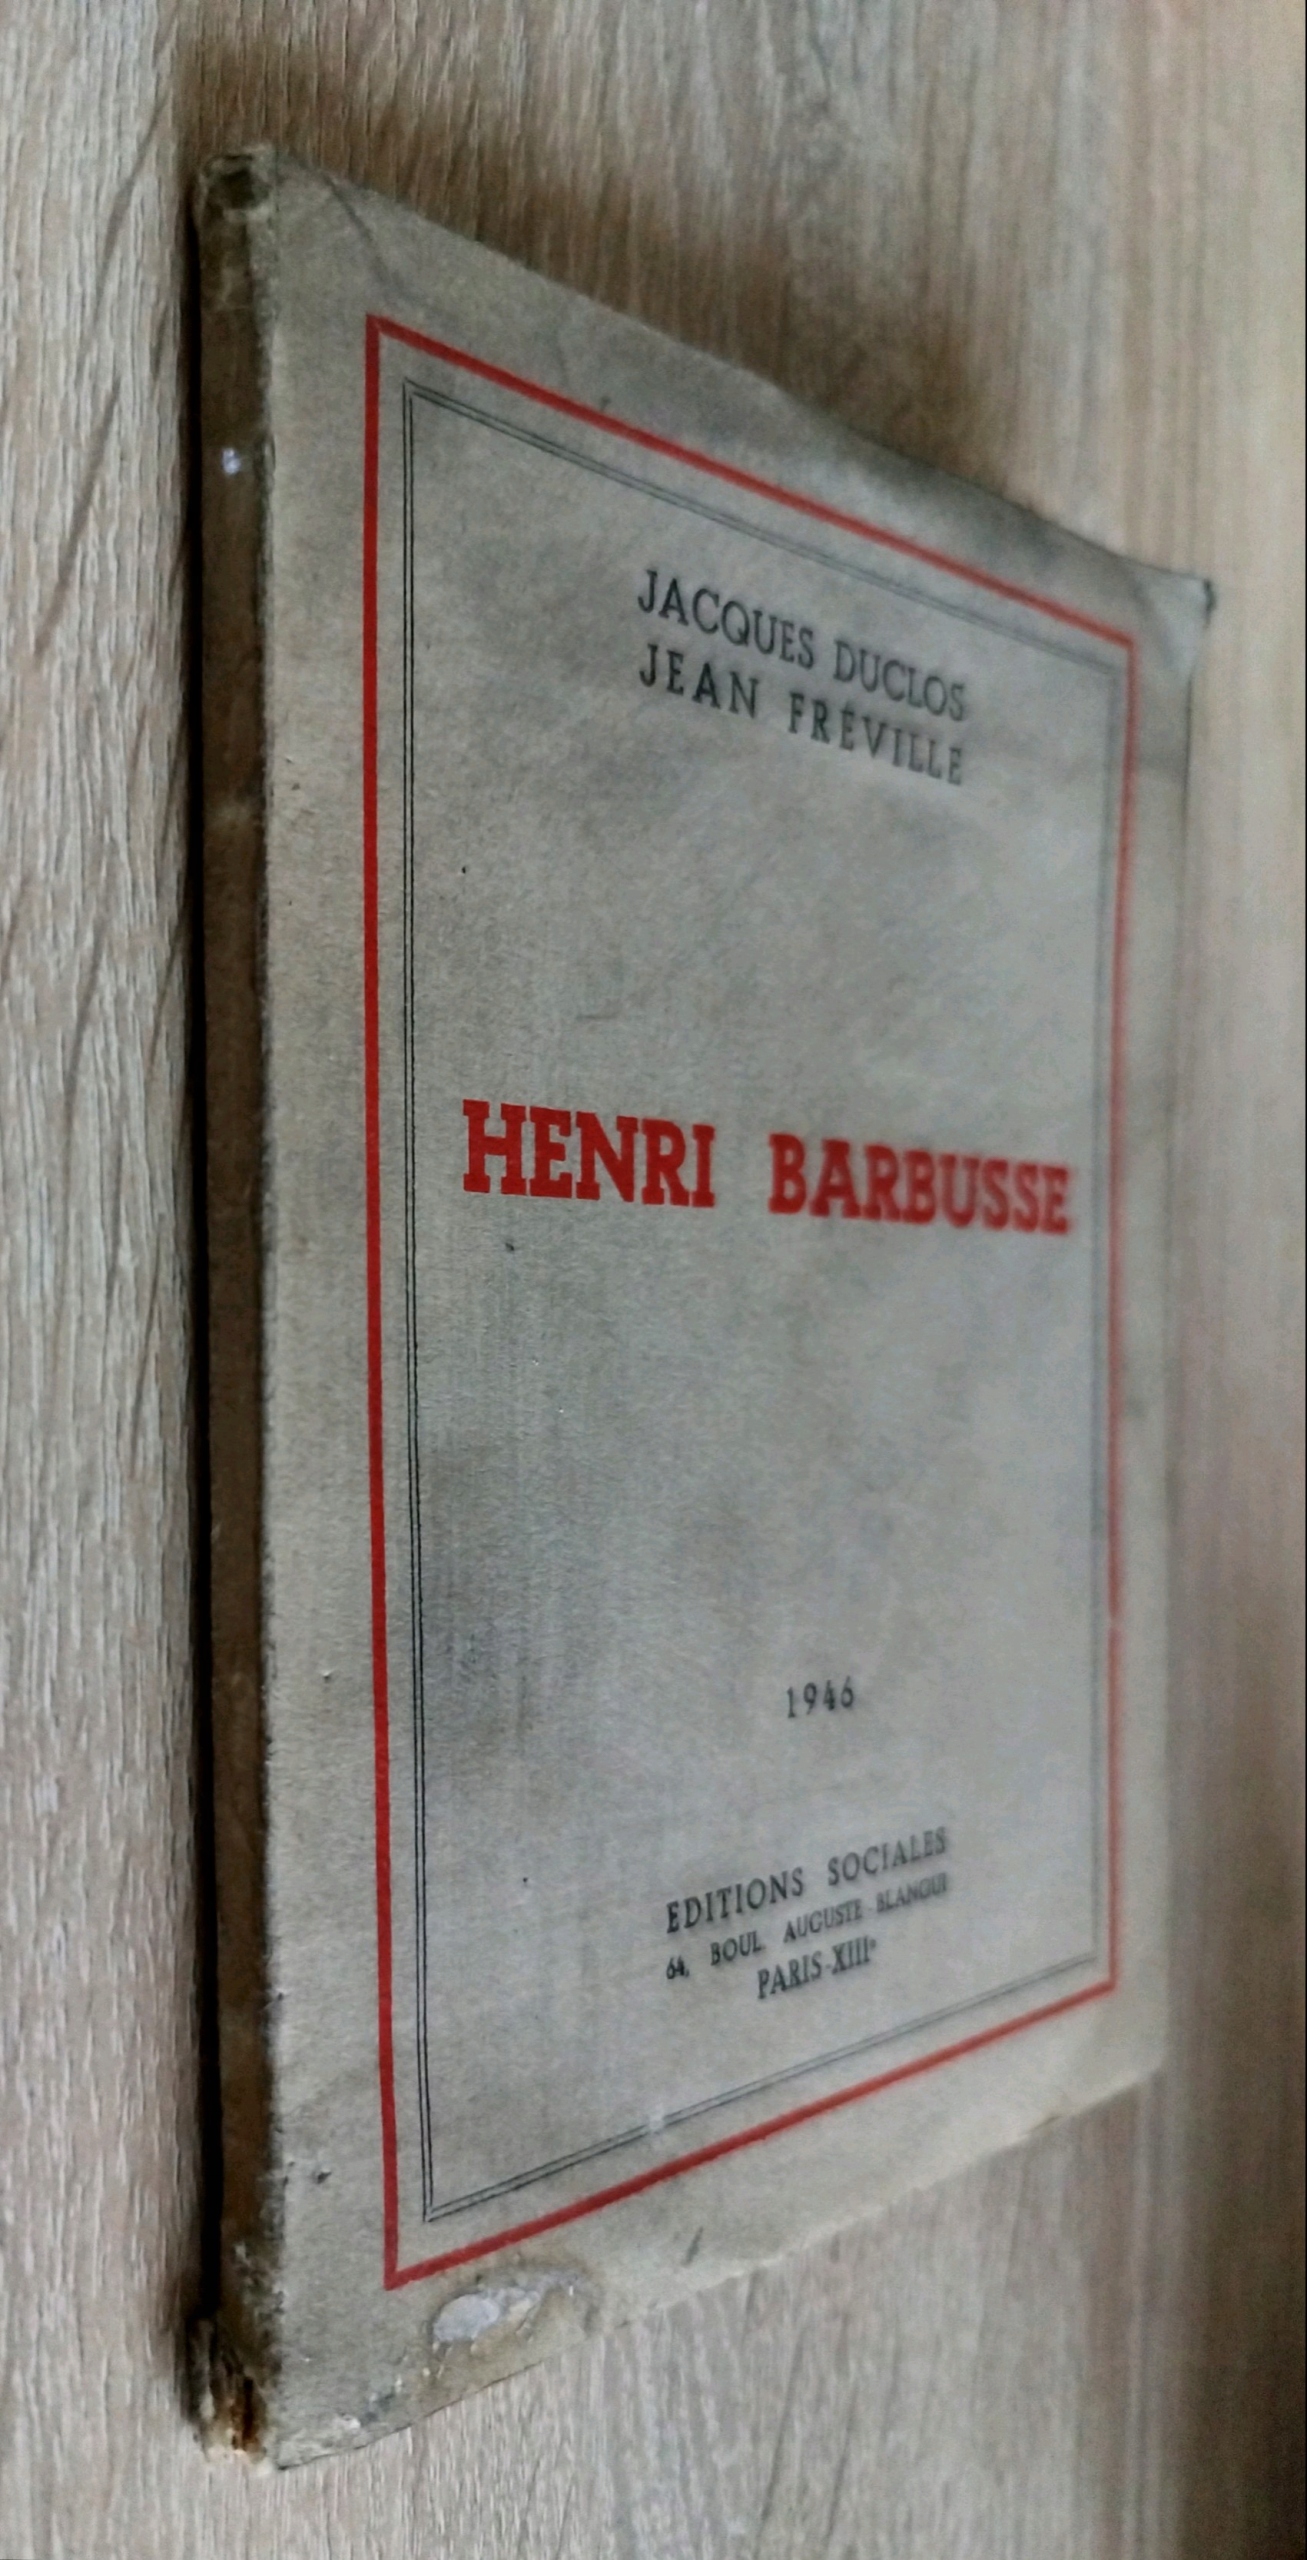 JACQUES DUCLOS
JEAN FRÉVILLE
HENRI BARBUSSE
1946
EDITIONS SOCIALES
64, BOUL. AUGUSTE-BLANQUI
PARIS-XIIIe